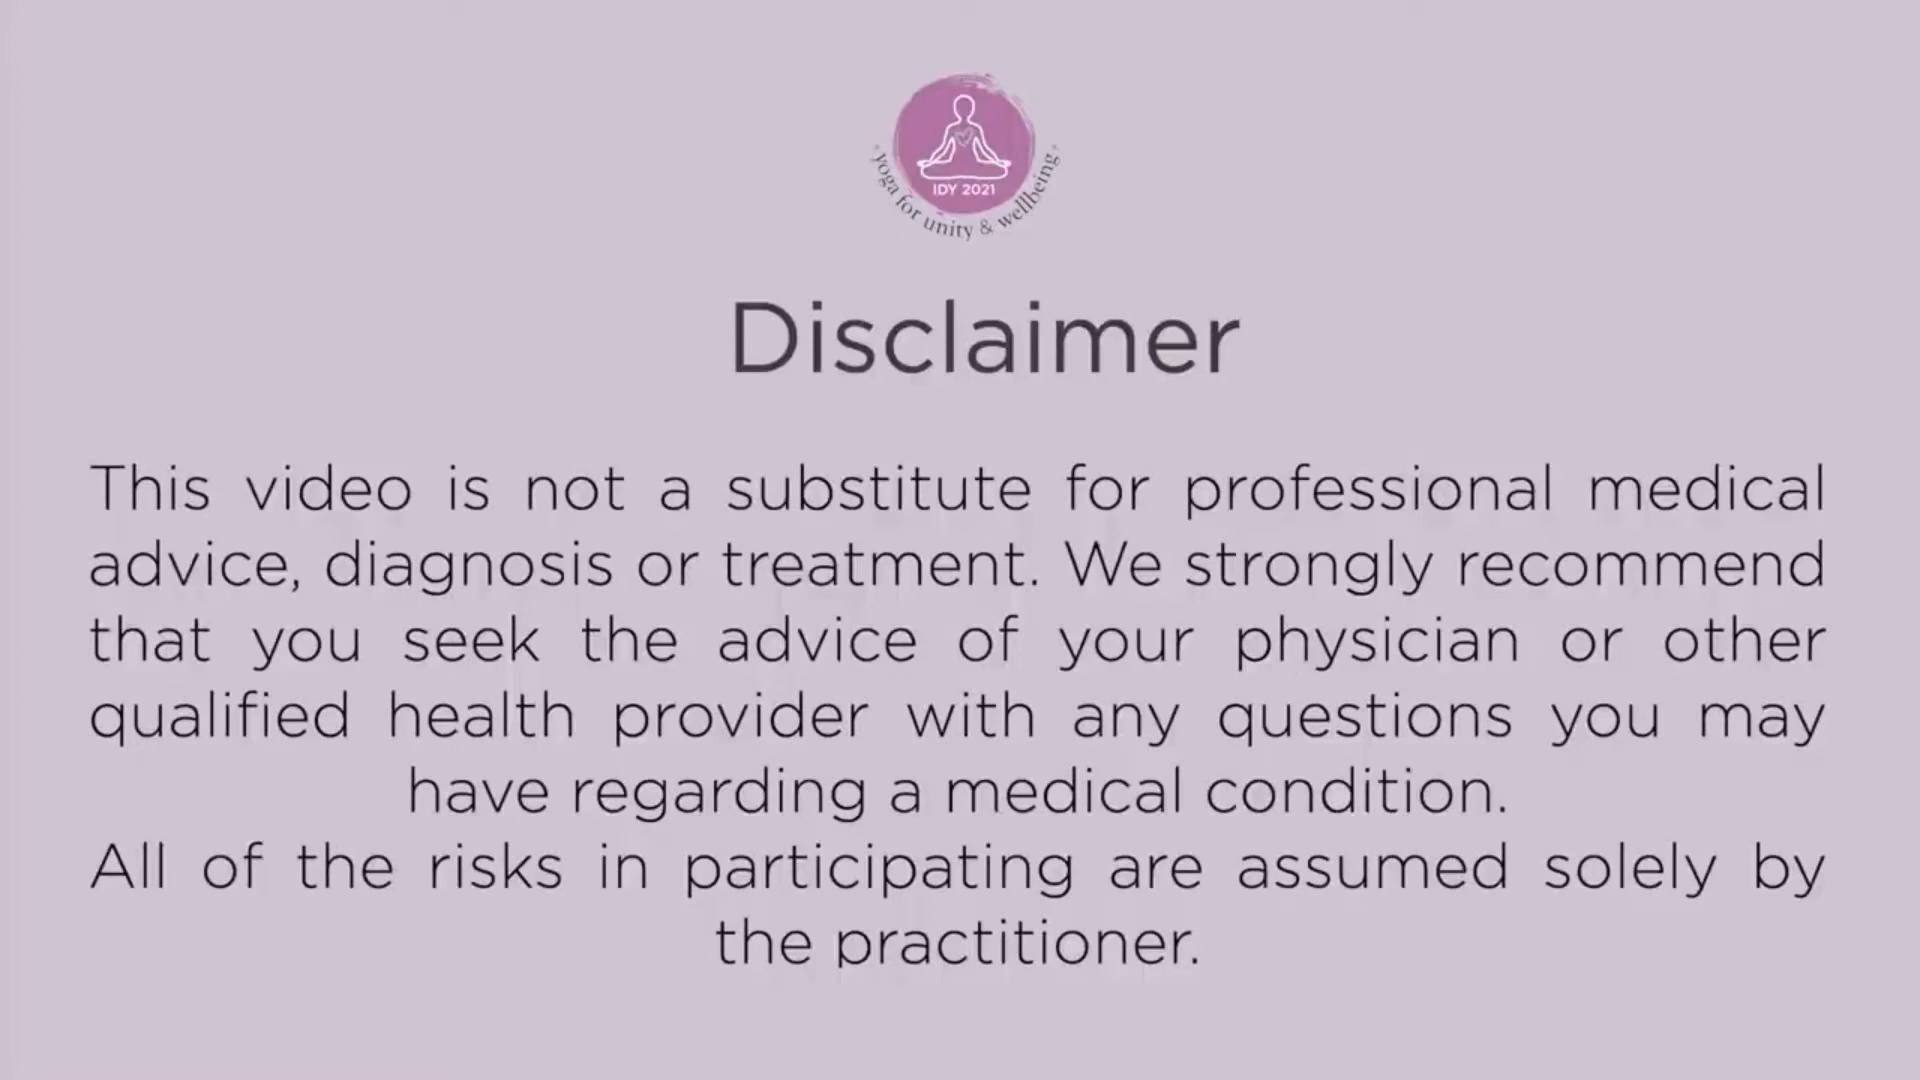 IDY 2021
· yoga for unity & wellbeing ·
Disclaimer
This video is not a substitute for professional medical
advice, diagnosis or treatment. We strongly recommend
that you seek the advice of your physician or other
qualified health provider with any questions you may
have regarding a medical condition.
All of the risks in participating are assumed solely by
the practitioner.